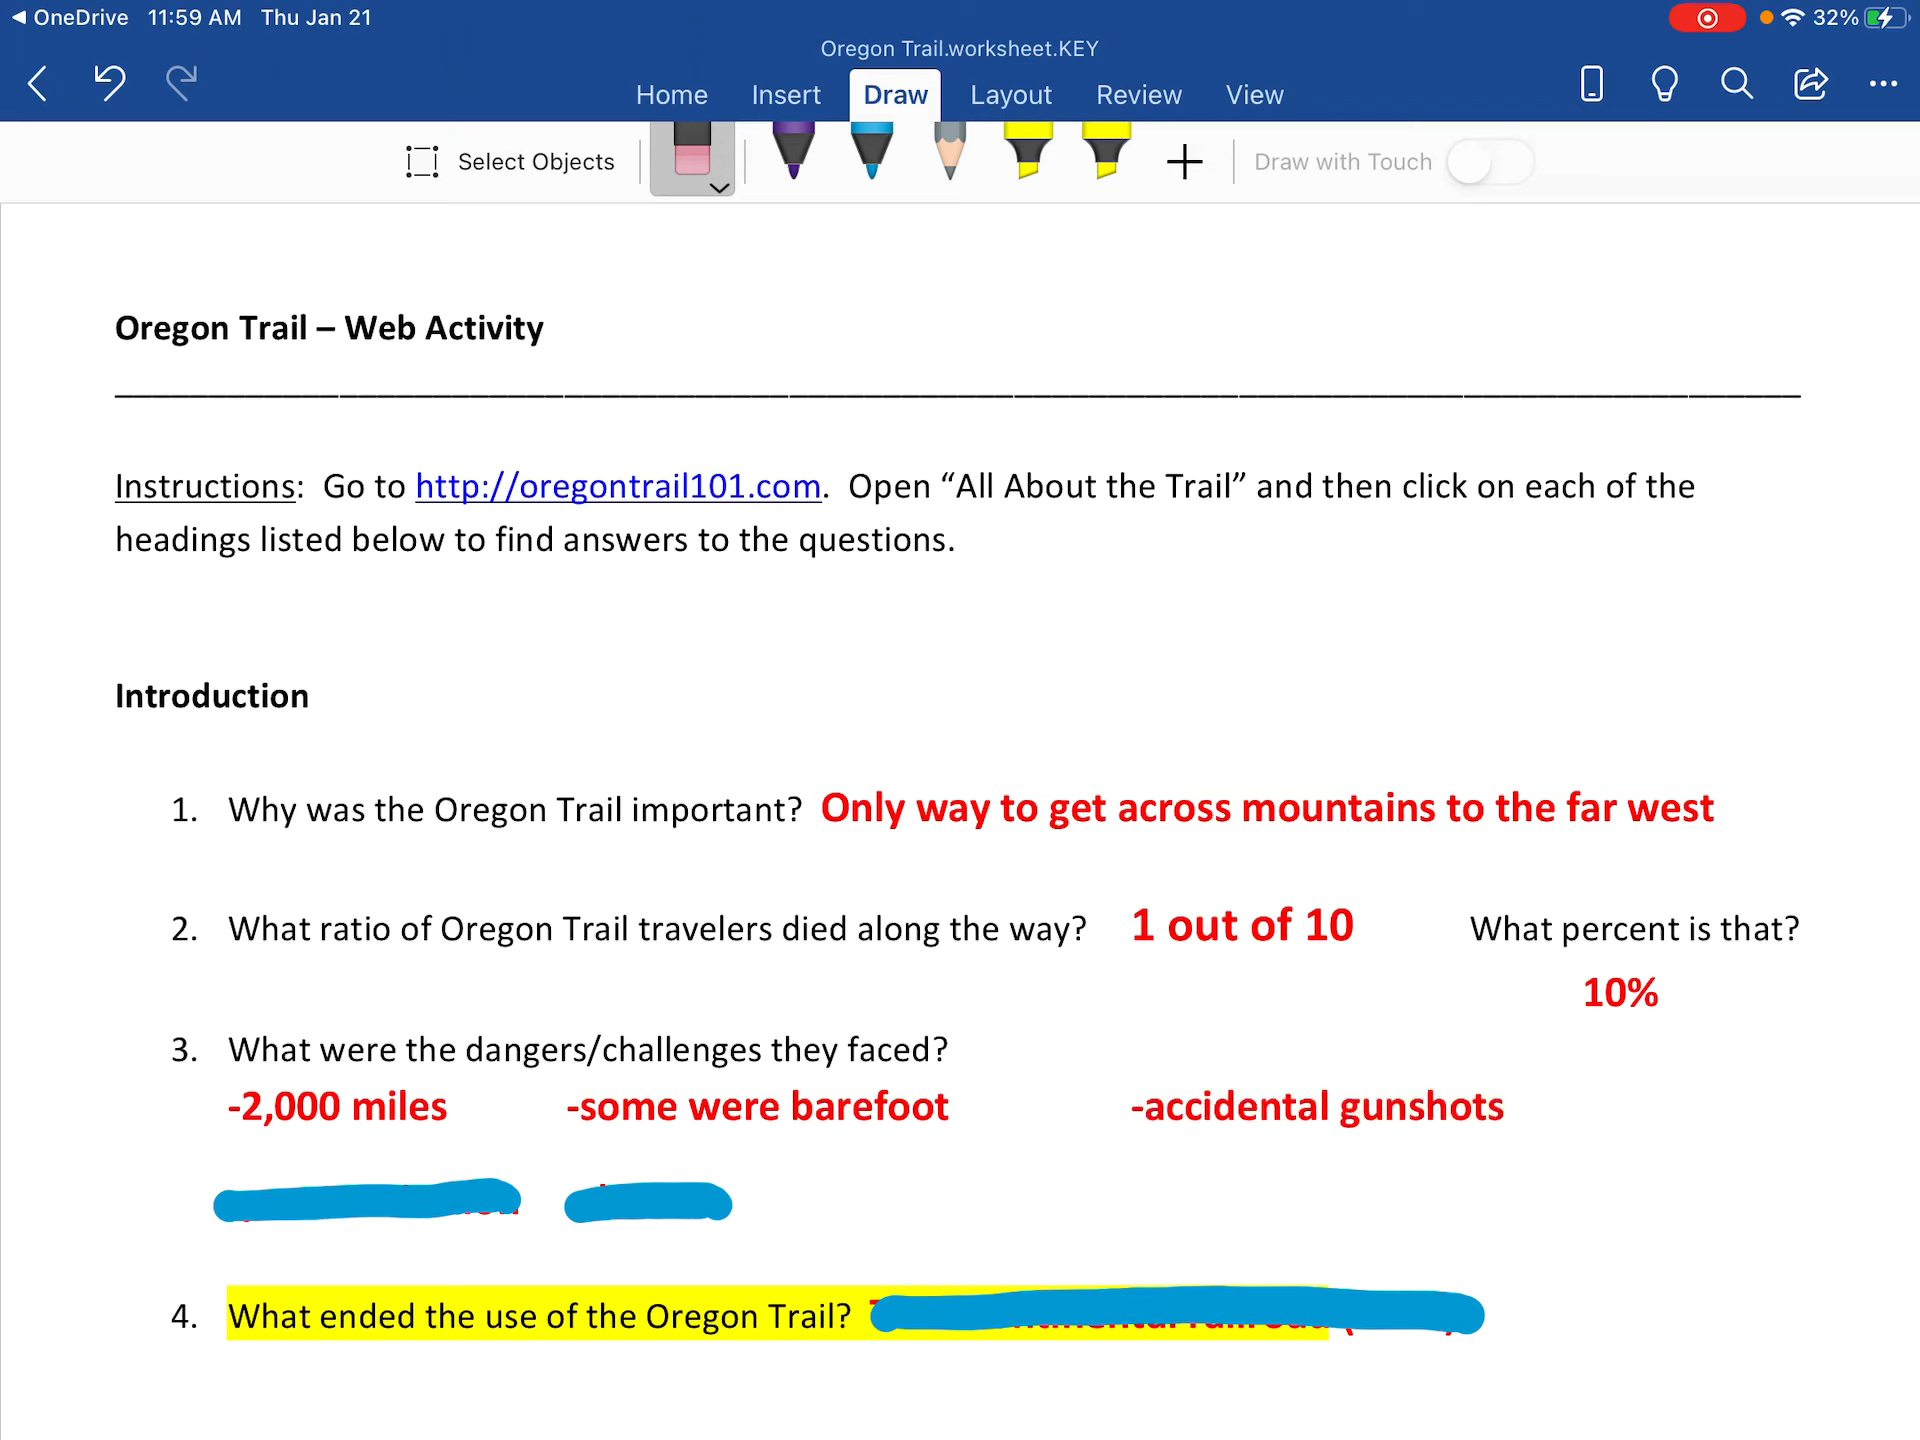 OneDrive 11:59 AM Thu Jan 21
32%
Oregon Trail.worksheet.KEY
Home Insert Draw Layout Review View
Select Objects
Draw with Touch
Oregon Trail – Web Activity
Instructions: Go to http://oregontrail101.com. Open “All About the Trail” and then click on each of the
headings listed below to find answers to the questions.
Introduction
1. Why was the Oregon Trail important? Only way to get across mountains to the far west
2. What ratio of Oregon Trail travelers died along the way? 1 out of 10 What percent is that?
10%
3. What were the dangers/challenges they faced?
-2,000 miles -some were barefoot -accidental gunshots
4. What ended the use of the Oregon Trail?